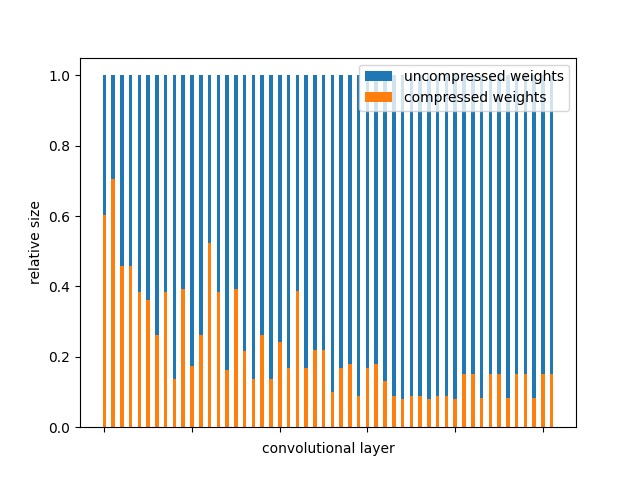 uncompressed weights
compressed weights
1.0
0.8
0.6
0.4
0.2
0.0
relative size
convolutional layer